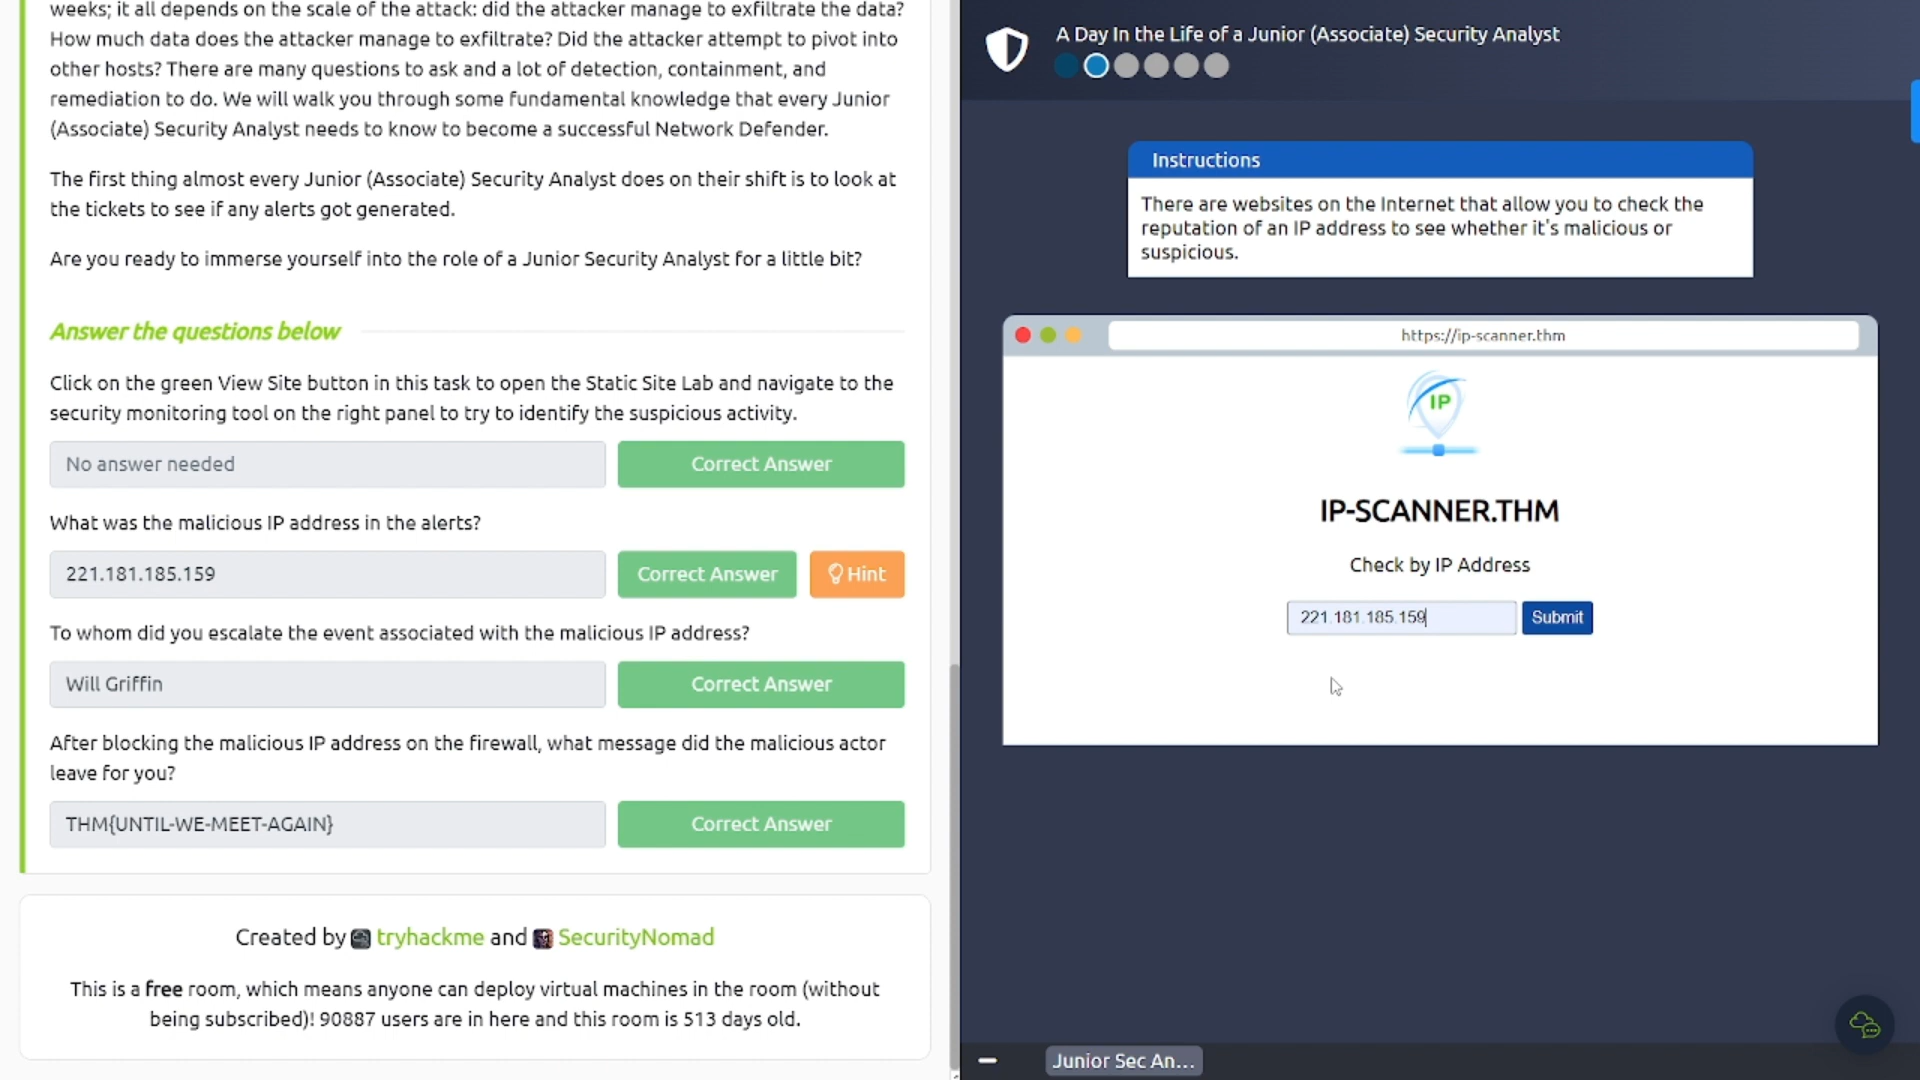 weeks; it all depends on the scale of the attack: did the attacker manage to exfiltrate the data?
How much data does the attacker manage to exfiltrate? Did the attacker attempt to pivot into
other hosts? There are many questions to ask and a lot of detection, containment, and
remediation to do. We will walk you through some fundamental knowledge that every Junior
(Associate) Security Analyst needs to know to become a successful Network Defender.
The first thing almost every Junior (Associate) Security Analyst does on their shift is to look at
the tickets to see if any alerts got generated.
Are you ready to immerse yourself into the role of a Junior Security Analyst for a little bit?
Answer the questions below
Click on the green View Site button in this task to open the Static Site Lab and navigate to the
security monitoring tool on the right panel to try to identify the suspicious activity.
No answer needed
Correct Answer
What was the malicious IP address in the alerts?
221.181.185.159
Correct Answer
Hint
To whom did you escalate the event associated with the malicious IP address?
Will Griffin
Correct Answer
After blocking the malicious IP address on the firewall, what message did the malicious actor
leave for you?
THM{UNTIL-WE-MEET-AGAIN}
Correct Answer
Created by tryhackme and SecurityNomad
This is a free room, which means anyone can deploy virtual machines in the room (without
being subscribed)! 90887 users are in here and this room is 513 days old.
A Day In the Life of a Junior (Associate) Security Analyst
Instructions
There are websites on the Internet that allow you to check the
reputation of an IP address to see whether it's malicious or
suspicious.
https://ip-scanner.thm
IP
IP-SCANNER.THM
Check by IP Address
221.181.185.159
Submit
Junior Sec An...